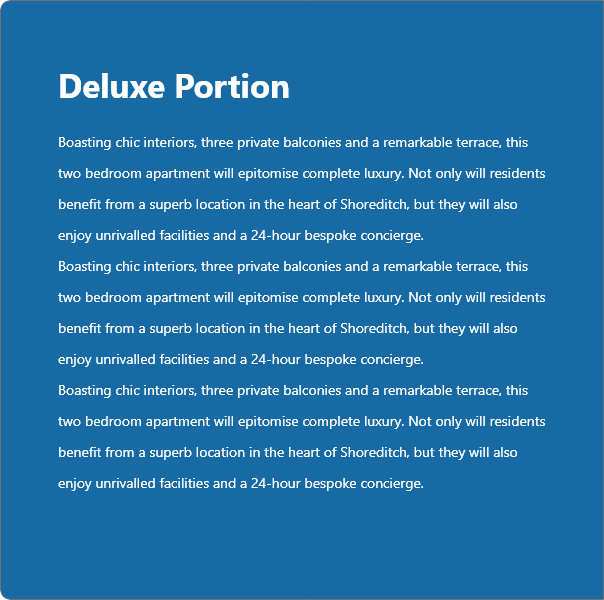 Deluxe Portion
Boasting chic interiors, three private balconies and a remarkable terrace, this
two bedroom apartment will epitomise complete luxury. Not only will residents
benefit from a superb location in the heart of Shoreditch, but they will also
enjoy unrivalled facilities and a 24-hour bespoke concierge.
Boasting chic interiors, three private balconies and a remarkable terrace, this
two bedroom apartment will epitomise complete luxury. Not only will residents
benefit from a superb location in the heart of Shoreditch, but they will also
enjoy unrivalled facilities and a 24-hour bespoke concierge.
Boasting chic interiors, three private balconies and a remarkable terrace, this
two bedroom apartment will epitomise complete luxury. Not only will residents
benefit from a superb location in the heart of Shoreditch, but they will also
enjoy unrivalled facilities and a 24-hour bespoke concierge.